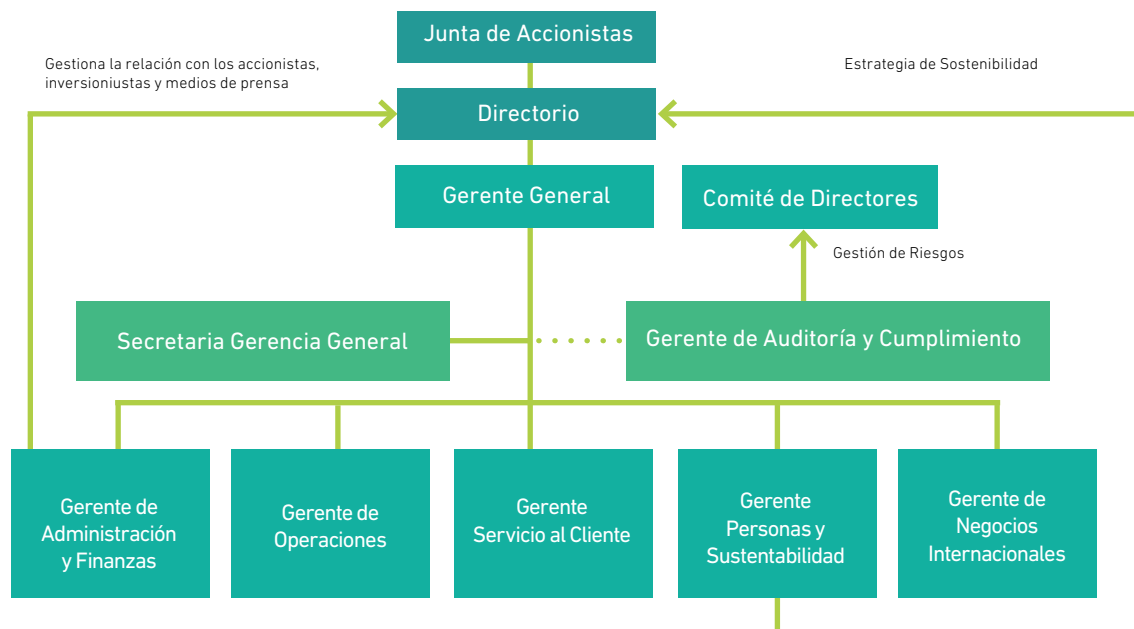 Junta de Accionistas
Gestiona la relación con los accionistas,
inversioniustas y medios de prensa
Estrategia de Sostenibilidad
Directorio
Gerente General
Comité de Directores
Gestión de Riesgos
Secretaria Gerencia General
Gerente de Auditoría y Cumplimiento
Gerente de
Administración
y Finanzas
Gerente de
Operaciones
Gerente
Servicio al Cliente
Gerente
Personas y
Sustentabilidad
Gerente de
Negocios
Internacionales